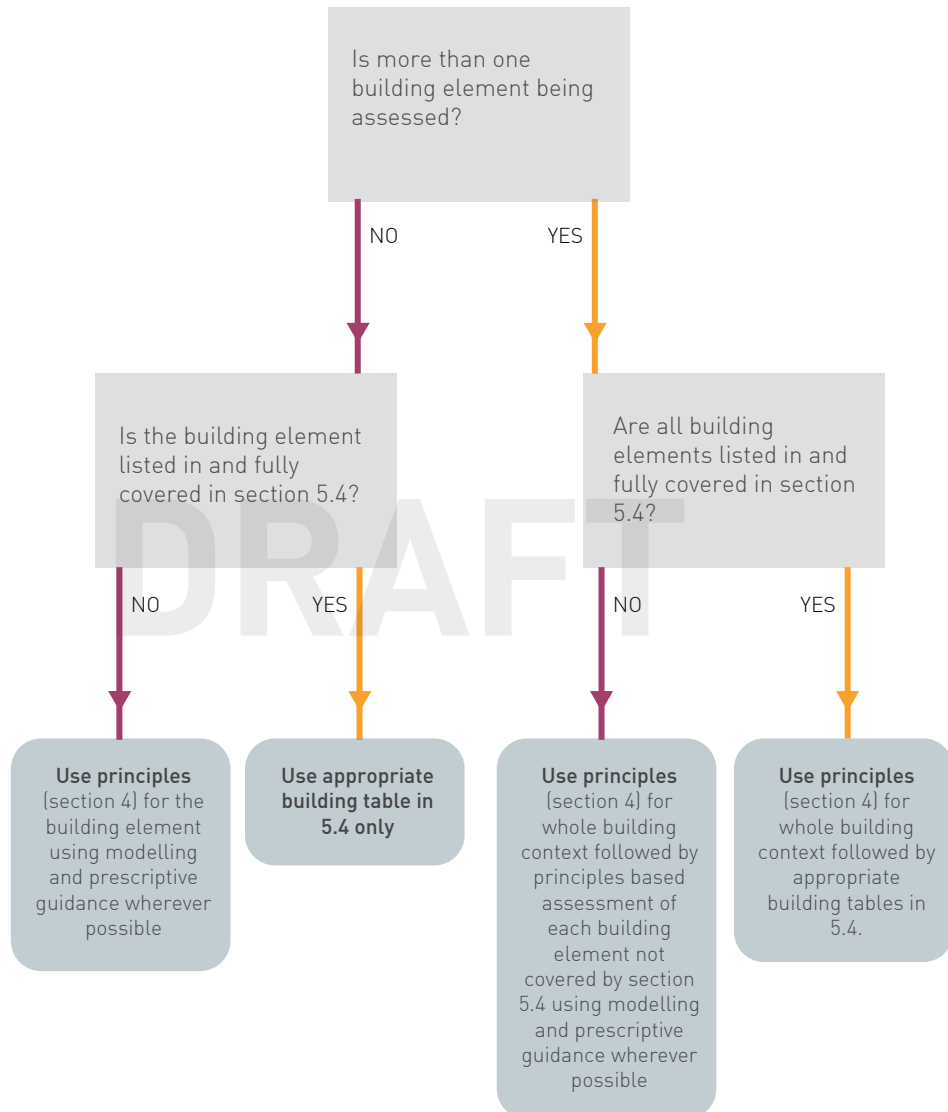 Is more than one
building element being
assessed?
NO
YES
Is the building element
listed in and fully
covered in section 5.4?
Are all building
elements listed in and
fully covered in section
5.4?
DRAFT
NO
YES
NO
YES
Use principles
(section 4) for the
building element
using modelling
and prescriptive
guidance wherever
possible
Use appropriate
building table in
5.4 only
Use principles
(section 4) for
whole building
context followed by
principles based
assessment of
each building
element not
covered by section
5.4 using modelling
and prescriptive
guidance wherever
possible
Use principles
(section 4) for
whole building
context followed by
appropriate
building tables in
5.4.